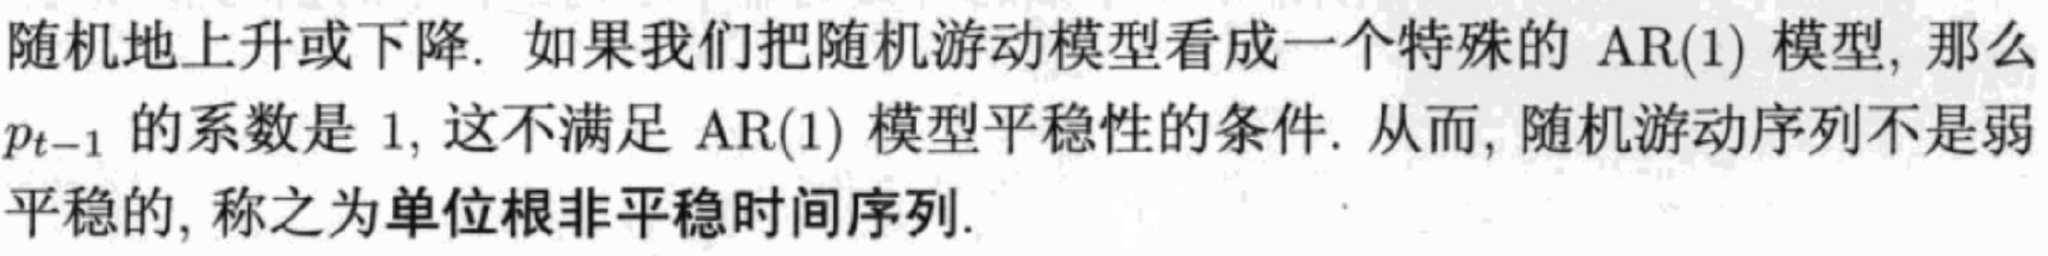 随机地上升或下降. 如果我们把随机游动模型看成一个特殊的 AR(1) 模型, 那么
$p_{t-1}$ 的系数是 1, 这不满足 AR(1) 模型平稳性的条件. 从而, 随机游动序列不是弱
平稳的, 称之为单位根非平稳时间序列.